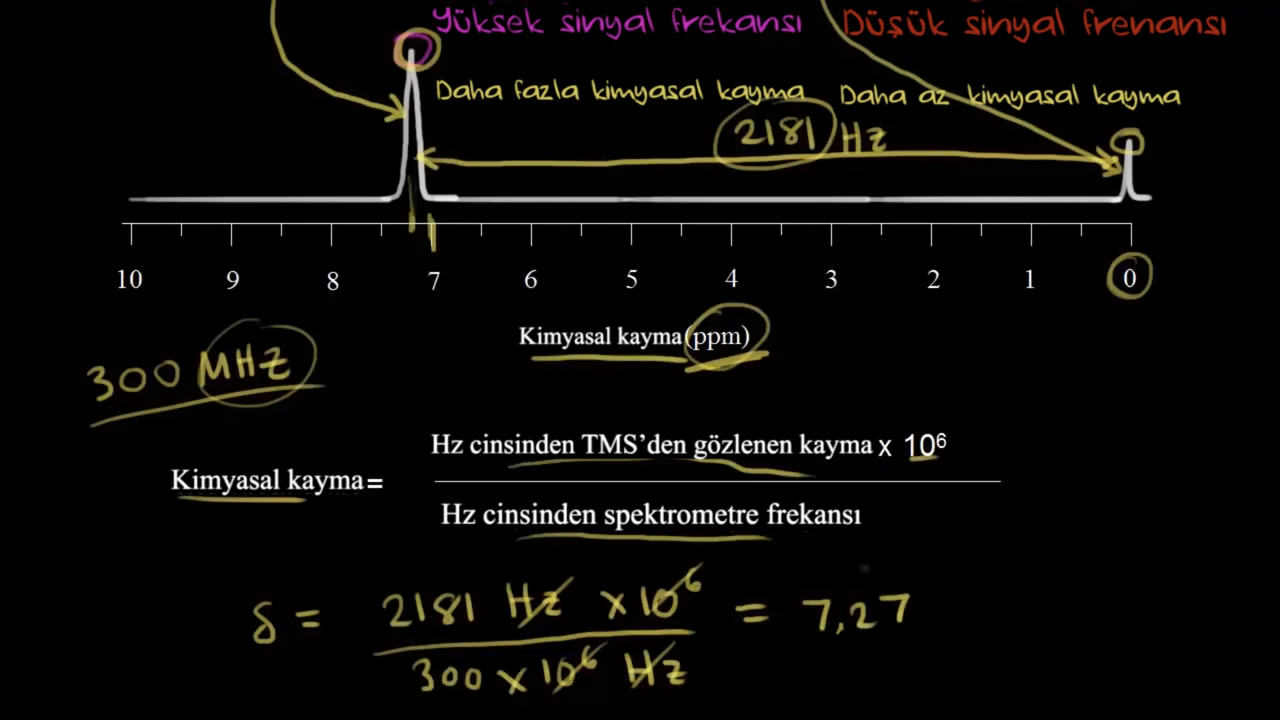 Yüksek sinyal frekansı
Düşük sinyal frenansı
Daha fazla kimyasal kayma
Daha az kimyasal kayma
2181 Hz
10 9 8 7 6 5 4 3 2 1 0
Kimyasal kayma (ppm)
300 MHz
Hz cinsinden TMS'den gözlenen kayma x 10⁶
Kimyasal kayma=
Hz cinsinden spektrometre frekansı
δ = 2181 Hz x10⁶ = 7,27
300 x 10⁶ Hz